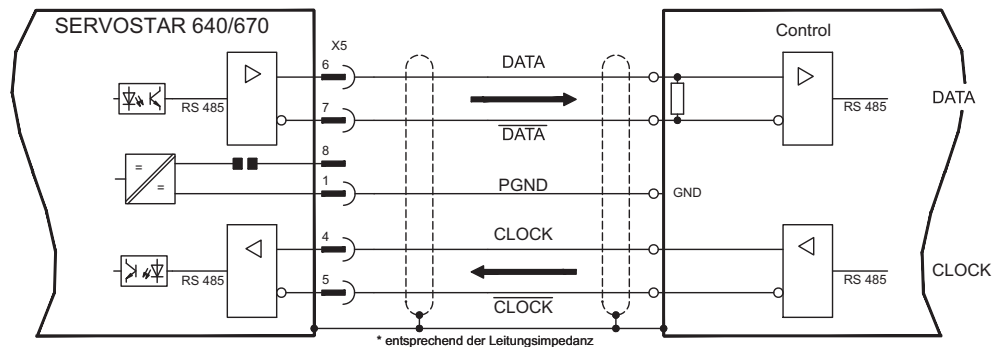 SERVOSTAR 640/670
X5
Control
6
DATA
RS 485
RS 485
DATA
7
DATA
8
1
PGND
GND
4
CLOCK
RS 485
RS 485
CLOCK
5
CLOCK
* entsprechend der Leitungsimpedanz